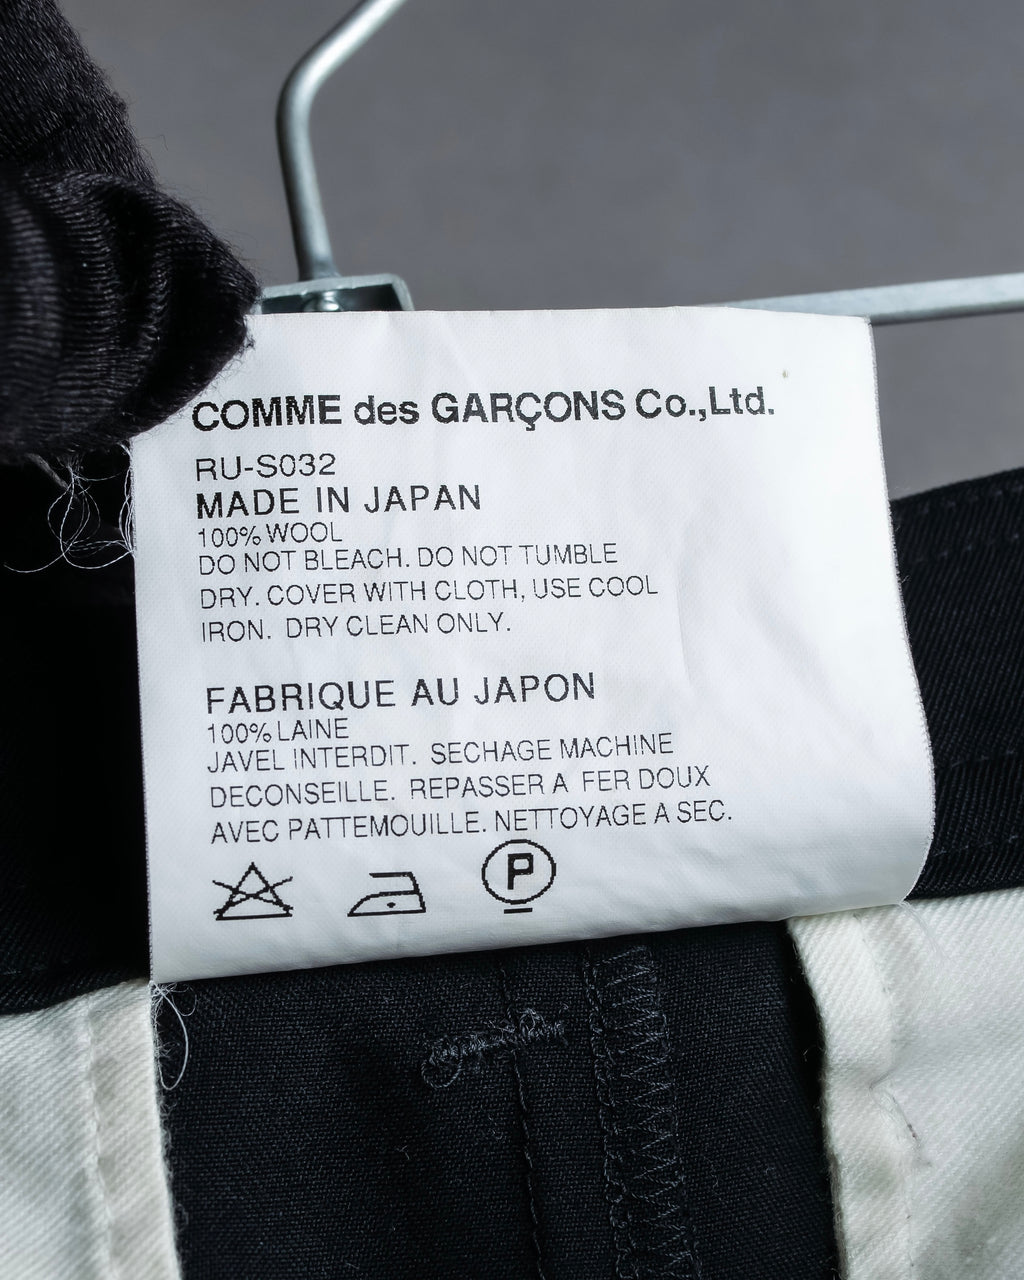 COMME des GARÇONS Co.,Ltd.
RU-S032
MADE IN JAPAN
100% WOOL
DO NOT BLEACH. DO NOT TUMBLE
DRY. COVER WITH CLOTH, USE COOL
IRON. DRY CLEAN ONLY.
FABRIQUE AU JAPON
100% LAINE
JAVEL INTERDIT. SECHAGE MACHINE
DECONSEILLE. REPASSER A FER DOUX
AVEC PATTEMOUILLE. NETTOYAGE A SEC.
P